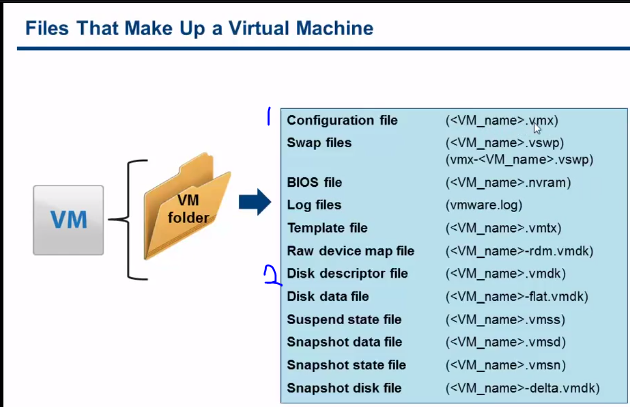 Files That Make Up a Virtual Machine
1
Configuration file (<VM_name>.vmx)
Swap files (<VM_name>.vswp)
(vmx-<VM_name>.vswp)
BIOS file (<VM_name>.nvram)
VM
VM
folder
Log files (vmware.log)
Template file (<VM_name>.vmtx)
Raw device map file (<VM_name>-rdm.vmdk)
2
Disk descriptor file (<VM_name>.vmdk)
Disk data file (<VM_name>-flat.vmdk)
Suspend state file (<VM_name>.vmss)
Snapshot data file (<VM_name>.vmsd)
Snapshot state file (<VM_name>.vmsn)
Snapshot disk file (<VM_name>-delta.vmdk)